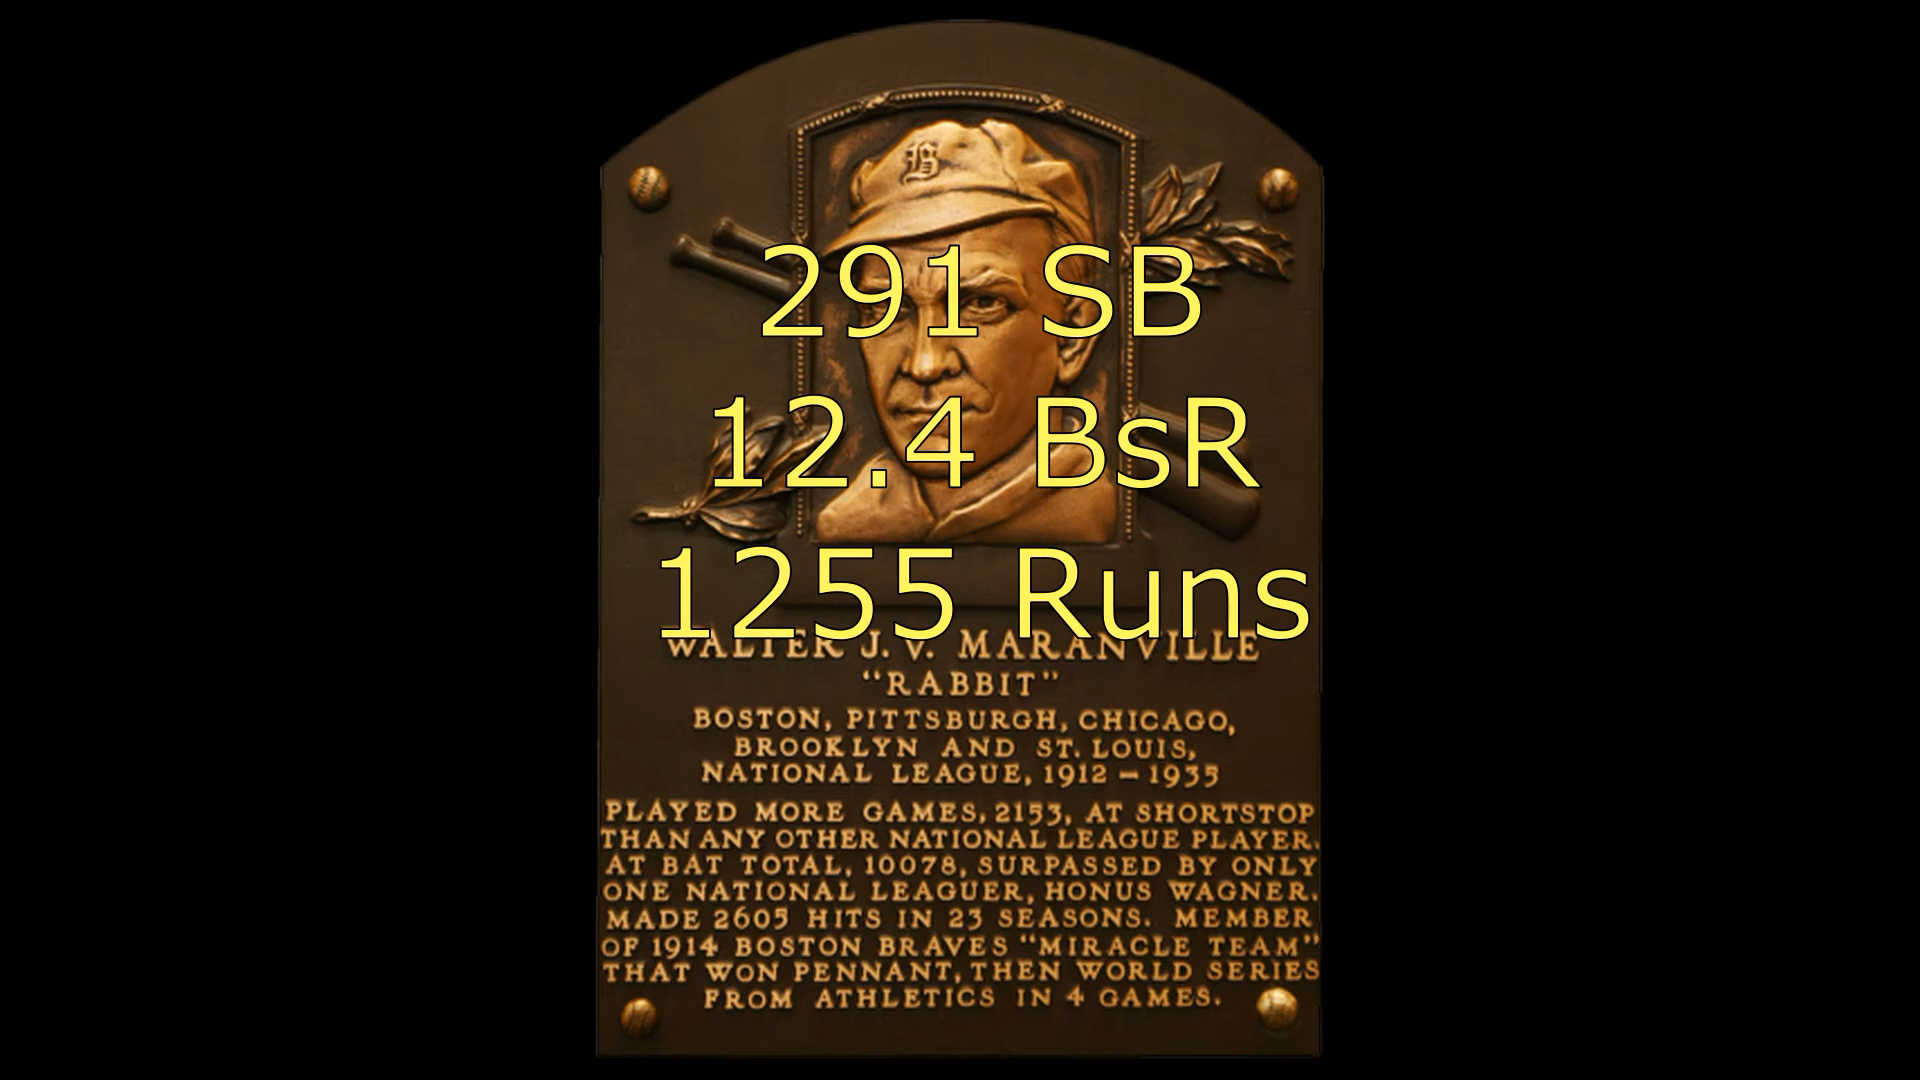 B
291 SB
12.4 BsR
1255 Runs
WALTER J. V. MARANVILLE
"RABBIT"
BOSTON, PITTSBURGH, CHICAGO,
BROOKLYN AND ST. LOUIS,
NATIONAL LEAGUE, 1912 – 1935
PLAYED MORE GAMES, 2153, AT SHORTSTOP
THAN ANY OTHER NATIONAL LEAGUE PLAYER.
AT BAT TOTAL, 10078, SURPASSED BY ONLY
ONE NATIONAL LEAGUER, HONUS WAGNER.
MADE 2605 HITS IN 23 SEASONS. MEMBER
OF 1914 BOSTON BRAVES "MIRACLE TEAM"
THAT WON PENNANT, THEN WORLD SERIES
FROM ATHLETICS IN 4 GAMES.